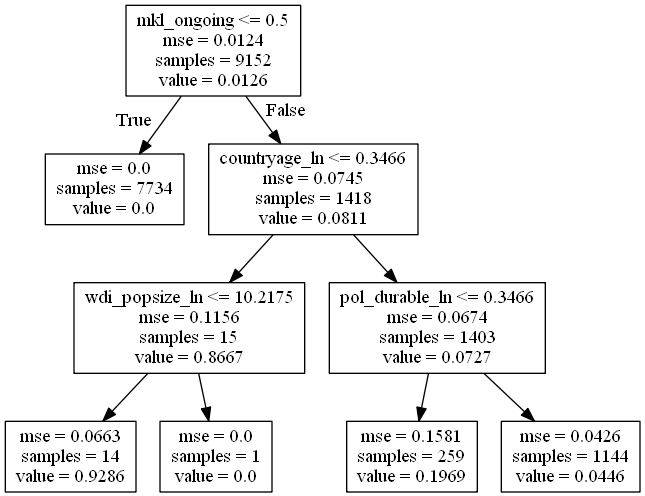 mkl_ongoing <= 0.5
mse = 0.0124
samples = 9152
value = 0.0126
True
False
mse = 0.0
samples = 7734
value = 0.0
countryage_ln <= 0.3466
mse = 0.0745
samples = 1418
value = 0.0811
wdi_popsize_ln <= 10.2175
mse = 0.1156
samples = 15
value = 0.8667
pol_durable_ln <= 0.3466
mse = 0.0674
samples = 1403
value = 0.0727
mse = 0.0663
samples = 14
value = 0.9286
mse = 0.0
samples = 1
value = 0.0
mse = 0.1581
samples = 259
value = 0.1969
mse = 0.0426
samples = 1144
value = 0.0446